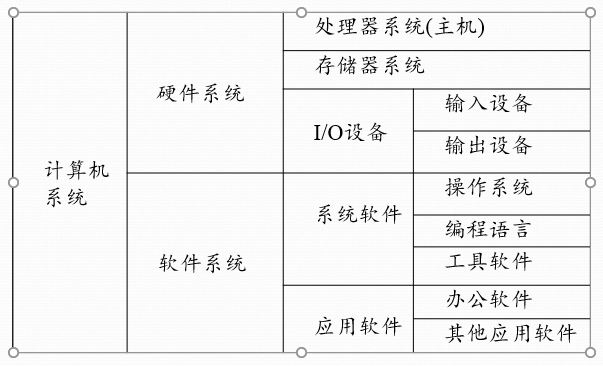 处理器系统(主机)
存储器系统
硬件系统
I/O设备
输入设备
输出设备
计算机
系统
软件系统
系统软件
操作系统
编程语言
工具软件
应用软件
办公软件
其他应用软件